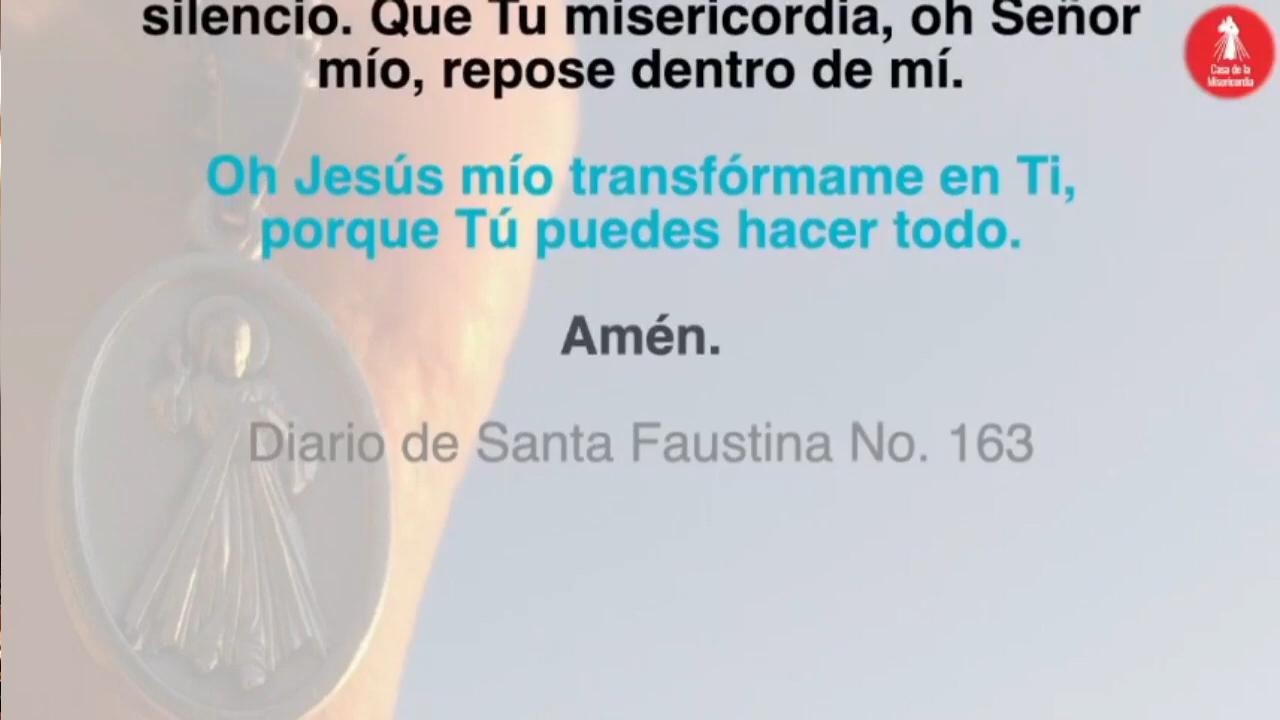 silencio. Que Tu misericordia, oh Señor
mío, repose dentro de mí.
Oh Jesús mío transfórmame en Ti,
porque Tú puedes hacer todo.
Amén.
Diario de Santa Faustina No. 163
Casa de la
Misericordia